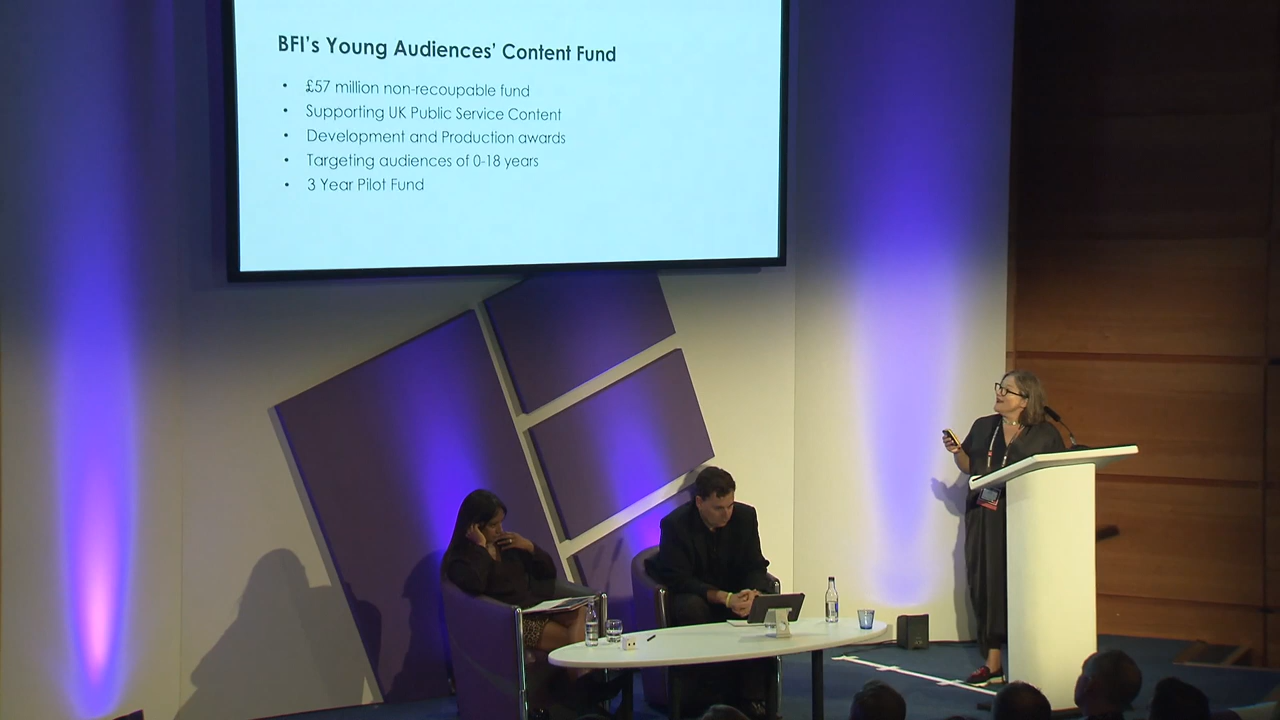 BFI's Young Audiences' Content Fund
• £57 million non-recoupable fund
• Supporting UK Public Service Content
• Development and Production awards
• Targeting audiences of 0-18 years
• 3 Year Pilot Fund